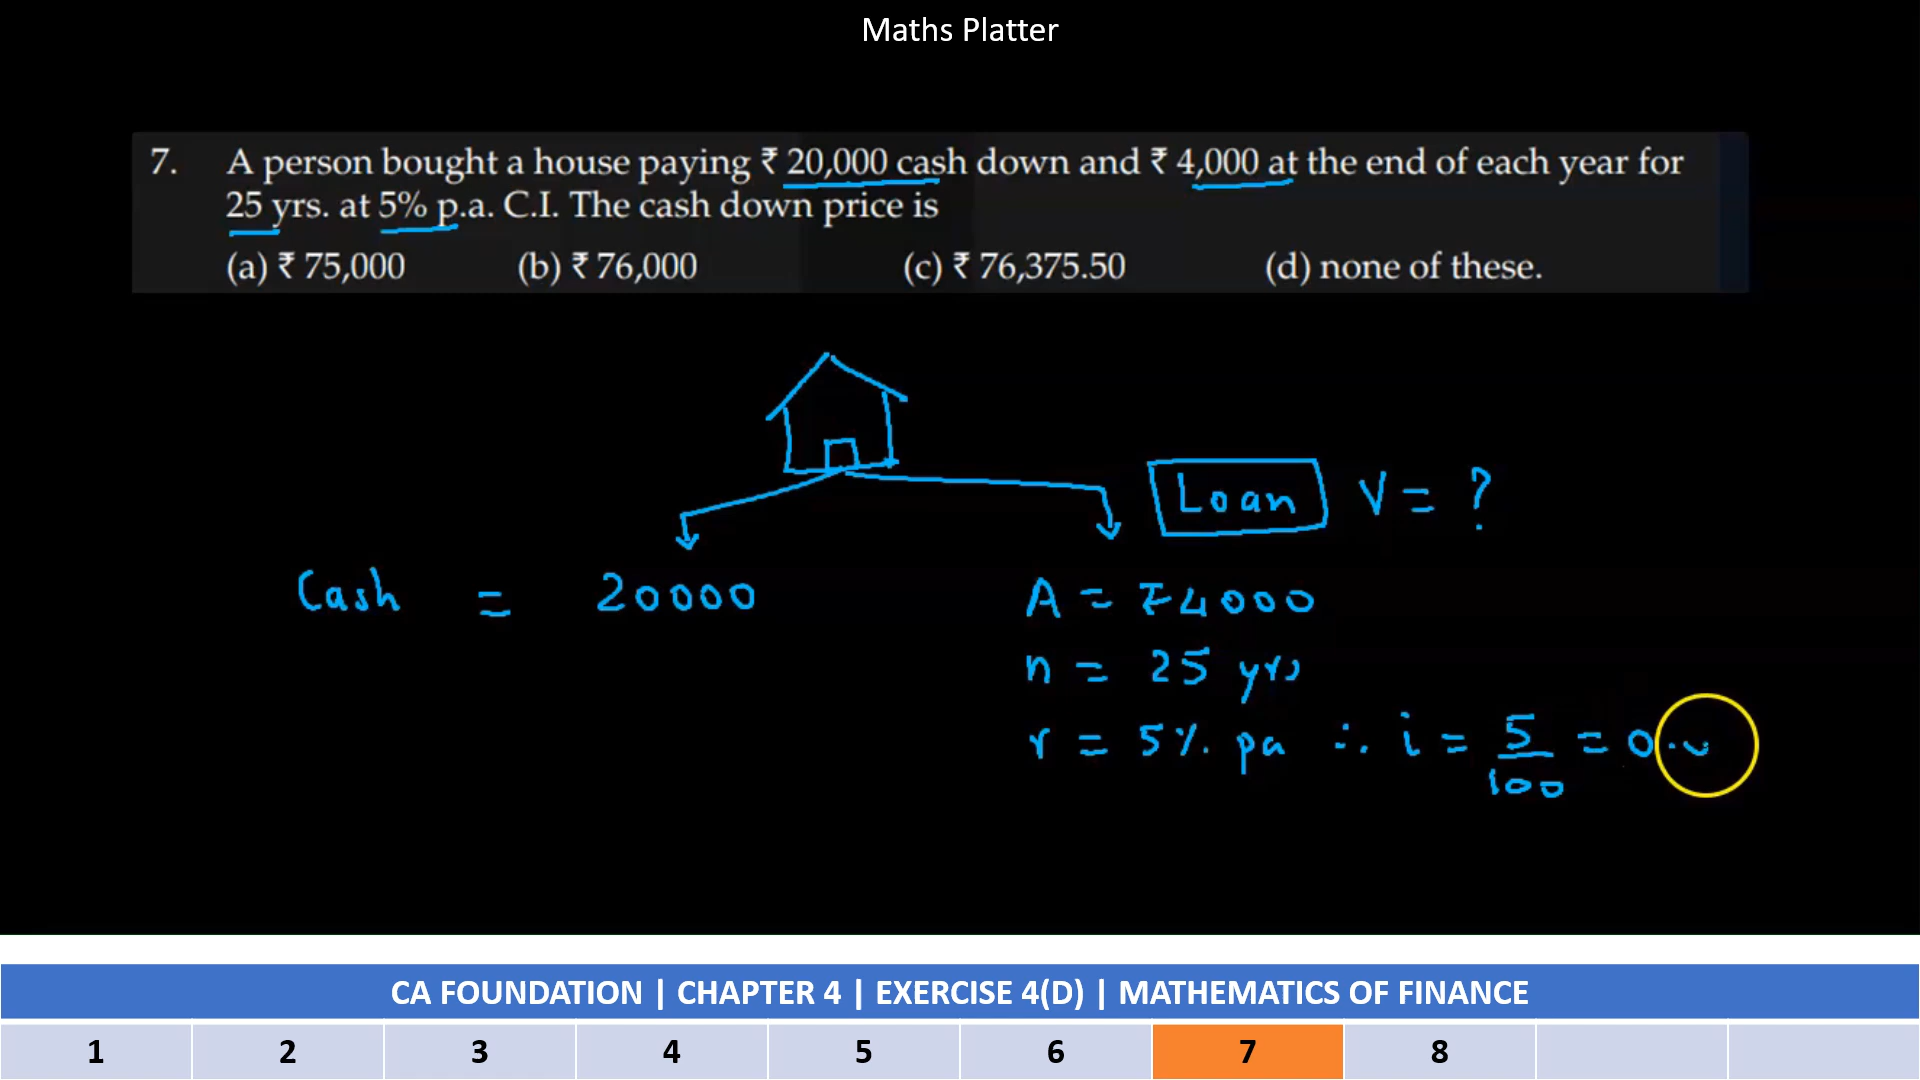 Maths Platter
7. A person bought a house paying ₹ 20,000 cash down and ₹ 4,000 at the end of each year for
25 yrs. at 5% p.a. C.I. The cash down price is
(a) ₹ 75,000 (b) ₹ 76,000 (c) ₹ 76,375.50 (d) none of these.
Loan V = ?
Cash = 20000 A = ₹4000
n = 25 yrs
r = 5% pa ∴ i = 5/100 = 0.
CA FOUNDATION | CHAPTER 4 | EXERCISE 4(D) | MATHEMATICS OF FINANCE
1 2 3 4 5 6 7 8